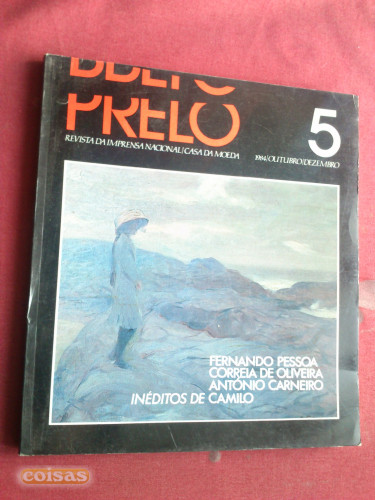 PRELO
PRELO
5
REVISTA DA IMPRENSA NACIONAL/CASA DA MOEDA
1984/OUTUBRO/DEZEMBRO
FERNANDO PESSOA
CORREIA DE OLIVEIRA
ANTÓNIO CARNEIRO
INÉDITOS DE CAMILO
coisas